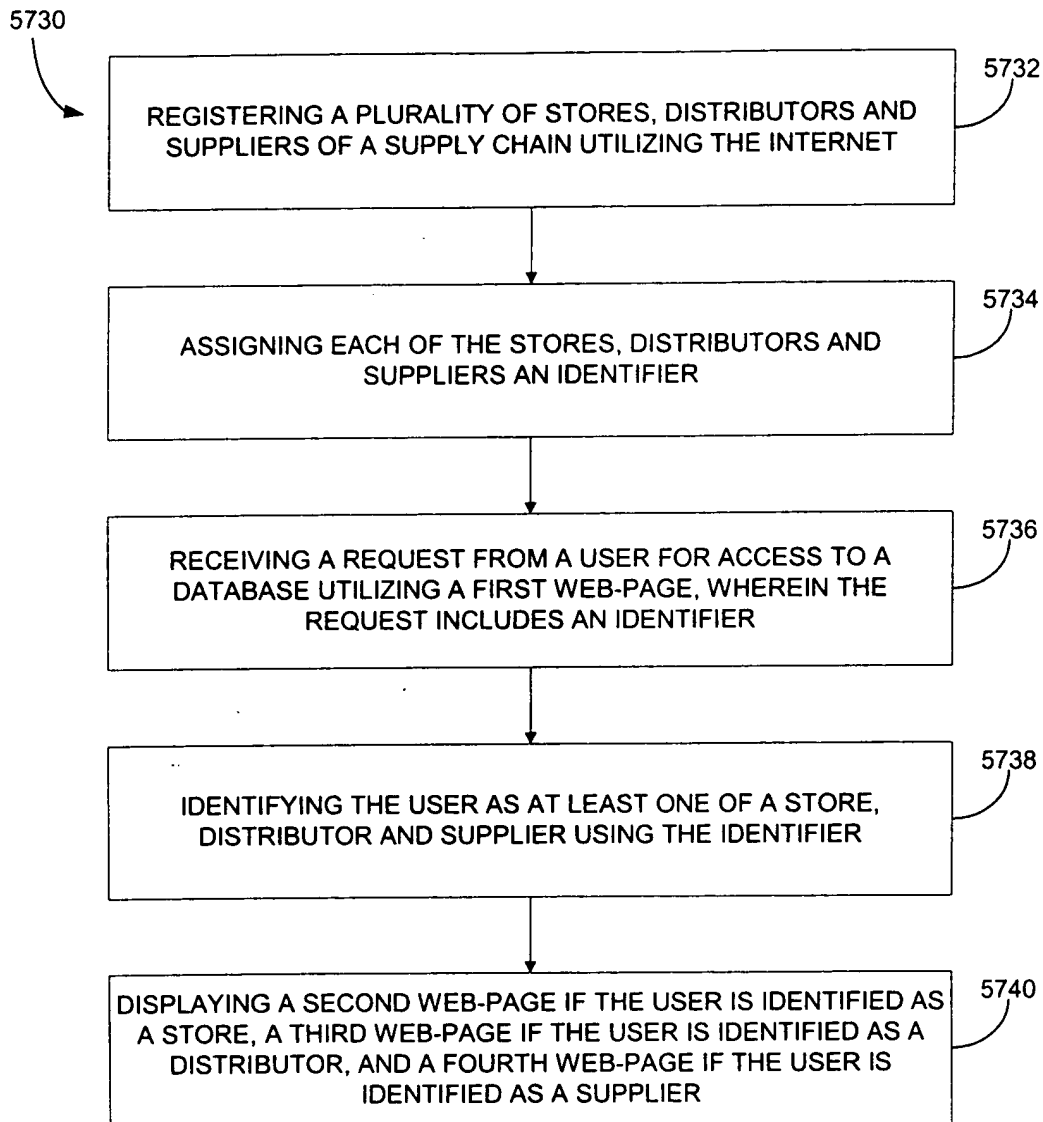 5730
5732
REGISTERING A PLURALITY OF STORES, DISTRIBUTORS AND
SUPPLIERS OF A SUPPLY CHAIN UTILIZING THE INTERNET
5734
ASSIGNING EACH OF THE STORES, DISTRIBUTORS AND
SUPPLIERS AN IDENTIFIER
5736
RECEIVING A REQUEST FROM A USER FOR ACCESS TO A
DATABASE UTILIZING A FIRST WEB-PAGE, WHEREIN THE
REQUEST INCLUDES AN IDENTIFIER
5738
IDENTIFYING THE USER AS AT LEAST ONE OF A STORE,
DISTRIBUTOR AND SUPPLIER USING THE IDENTIFIER
5740
DISPLAYING A SECOND WEB-PAGE IF THE USER IS IDENTIFIED AS
A STORE, A THIRD WEB-PAGE IF THE USER IS IDENTIFIED AS A
DISTRIBUTOR, AND A FOURTH WEB-PAGE IF THE USER IS
IDENTIFIED AS A SUPPLIER